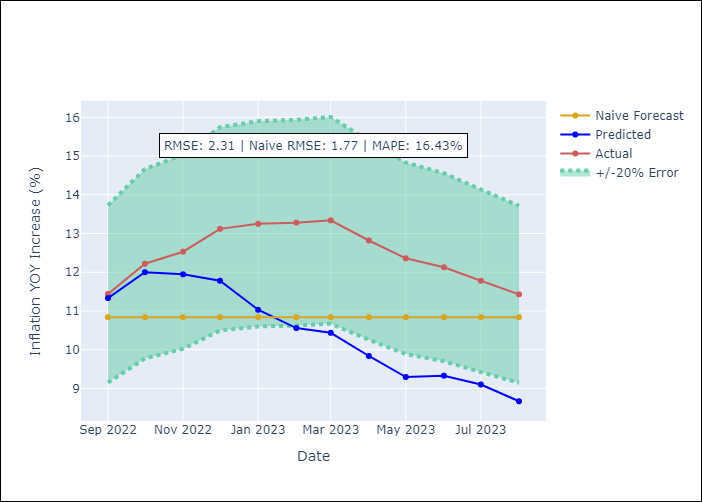 RMSE: 2.31 | Naive RMSE: 1.77 | MAPE: 16.43%
Naive Forecast
Predicted
Actual
+/-20% Error
Inflation YOY Increase (%)
16
15
14
13
12
11
10
9
Sep 2022
Nov 2022
Jan 2023
Mar 2023
May 2023
Jul 2023
Date